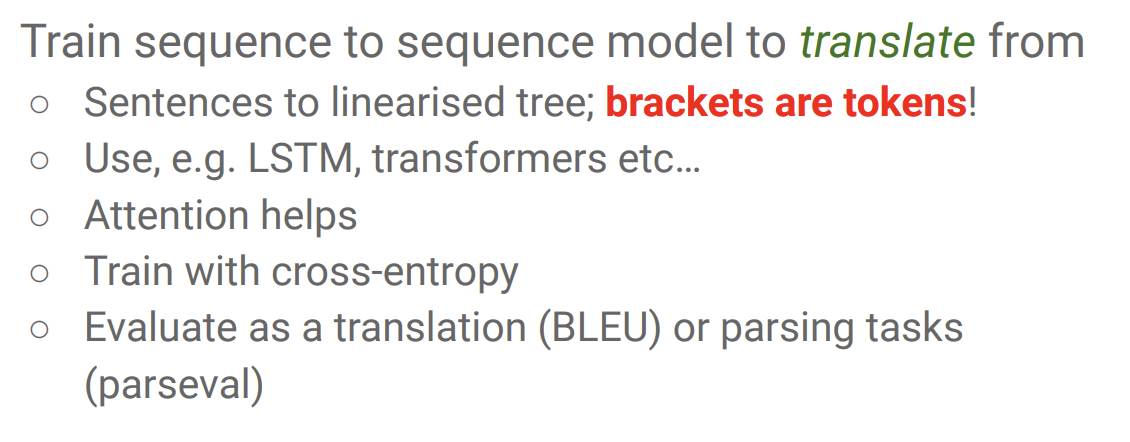 Train sequence to sequence model to translate from
○ Sentences to linearised tree; brackets are tokens!
○ Use, e.g. LSTM, transformers etc...
○ Attention helps
○ Train with cross-entropy
○ Evaluate as a translation (BLEU) or parsing tasks
(parseval)